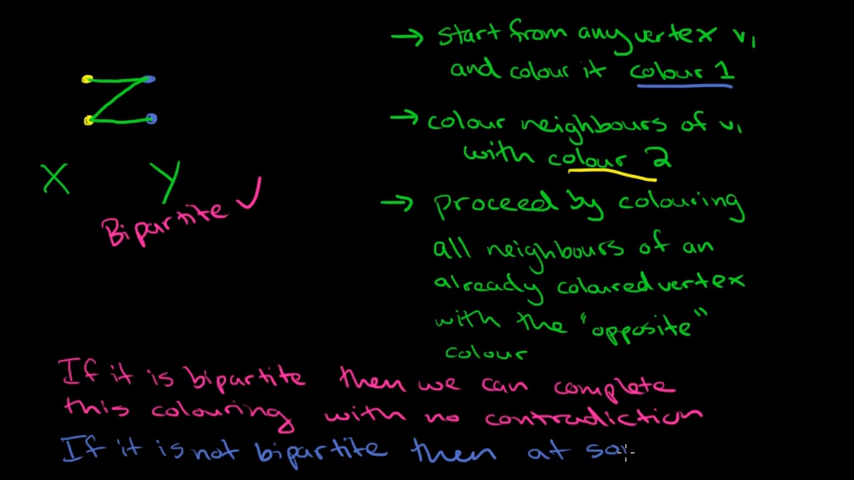 → start from any vertex v₁
and colour it colour 1
→ colour neighbours of v₁
with colour 2
→ proceed by colouring
all neighbours of an
already coloured vertex
with the "opposite"
colour
X Y
Bipartite ✓
If it is bipartite then we can complete
this colouring with no contradiction
If it is not bipartite then at